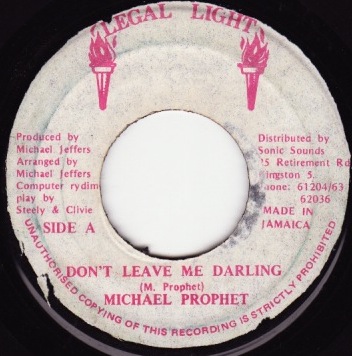 LEGAL LIGHT
Produced by
Michael Jeffers
Arranged by
Michael Jeffers
Computer rydim
play by
Steely & Clivie
SIDE A
Distributed by
Sonic Sounds
25 Retirement Rd
Kingston 5.
Phone: 61204/63
62036
MADE IN
JAMAICA
DON'T LEAVE ME DARLING
(M. Prophet)
MICHAEL PROPHET
UNAUTHORISED COPYING OF THIS RECORDING IS STRICTLY PROHIBITED